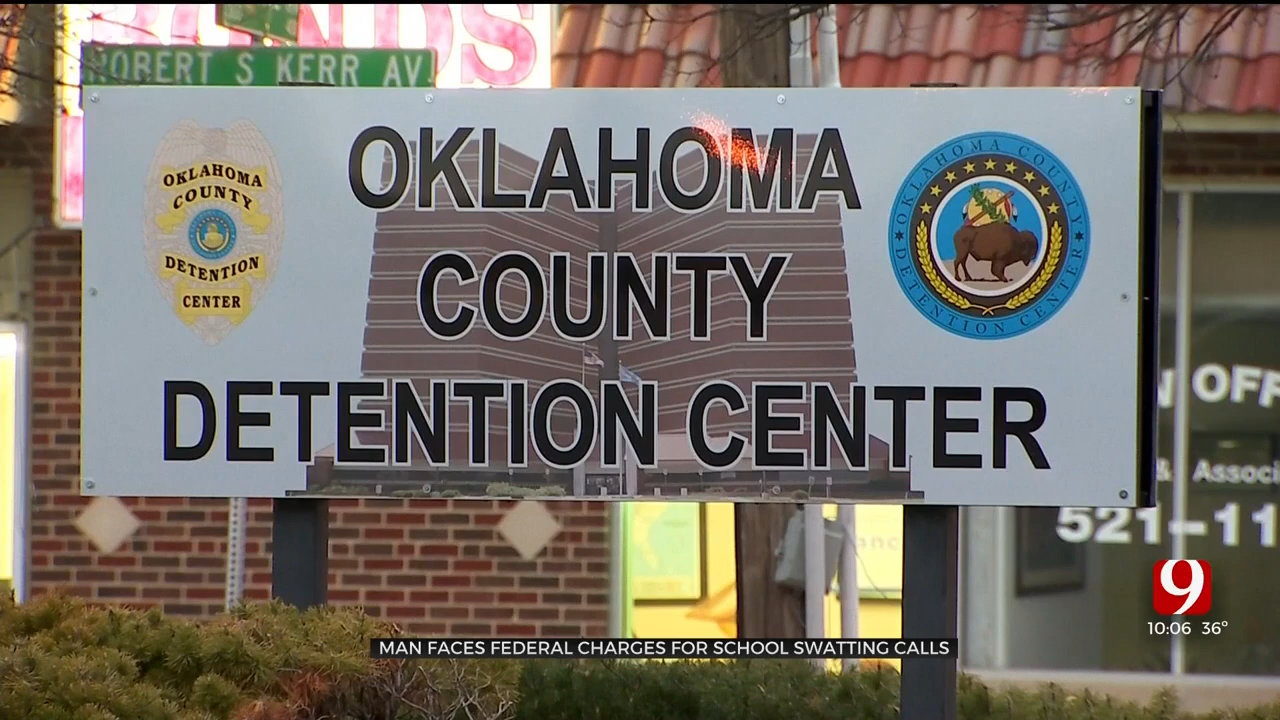 ROBERT S KERR AV
OKLAHOMA
COUNTY
DETENTION CENTER
OKLAHOMA
COUNTY
DETENTION
CENTER
OKLAHOMA COUNTY
DETENTION CENTER
N OFF
& Associ
521-11
9
10:06 36°
MAN FACES FEDERAL CHARGES FOR SCHOOL SWATTING CALLS